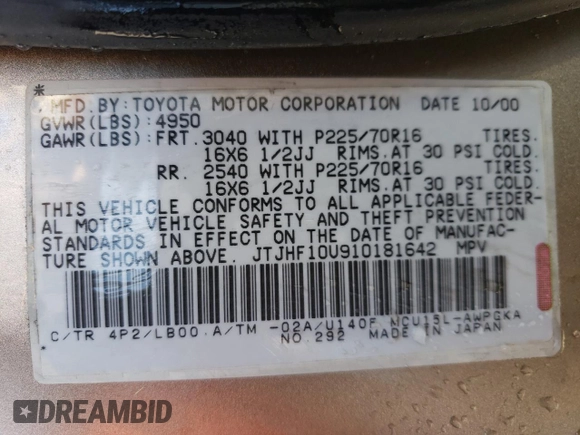 MFD. BY: TOYOTA MOTOR CORPORATION DATE 10/00
GVWR(LBS):4950
GAWR(LBS):FRT. 3040 WITH P225/70R16 TIRES.
16X6 1/2JJ RIMS.AT 30 PSI COLD.
RR. 2540 WITH P225/70R16 TIRES.
16X6 1/2JJ RIMS.AT 30 PSI COLD.
THIS VEHICLE CONFORMS TO ALL APPLICABLE FEDER-
AL MOTOR VEHICLE SAFETY AND THEFT PREVENTION
STANDARDS IN EFFECT ON THE DATE OF MANUFAC-
TURE SHOWN ABOVE. JTJHF10U910181642 MPV
C/TR 4P2/LB00.A/TM -02A/U140F MCU15L-AWPGKA
NO.292 MADE IN JAPAN
DREAMBID